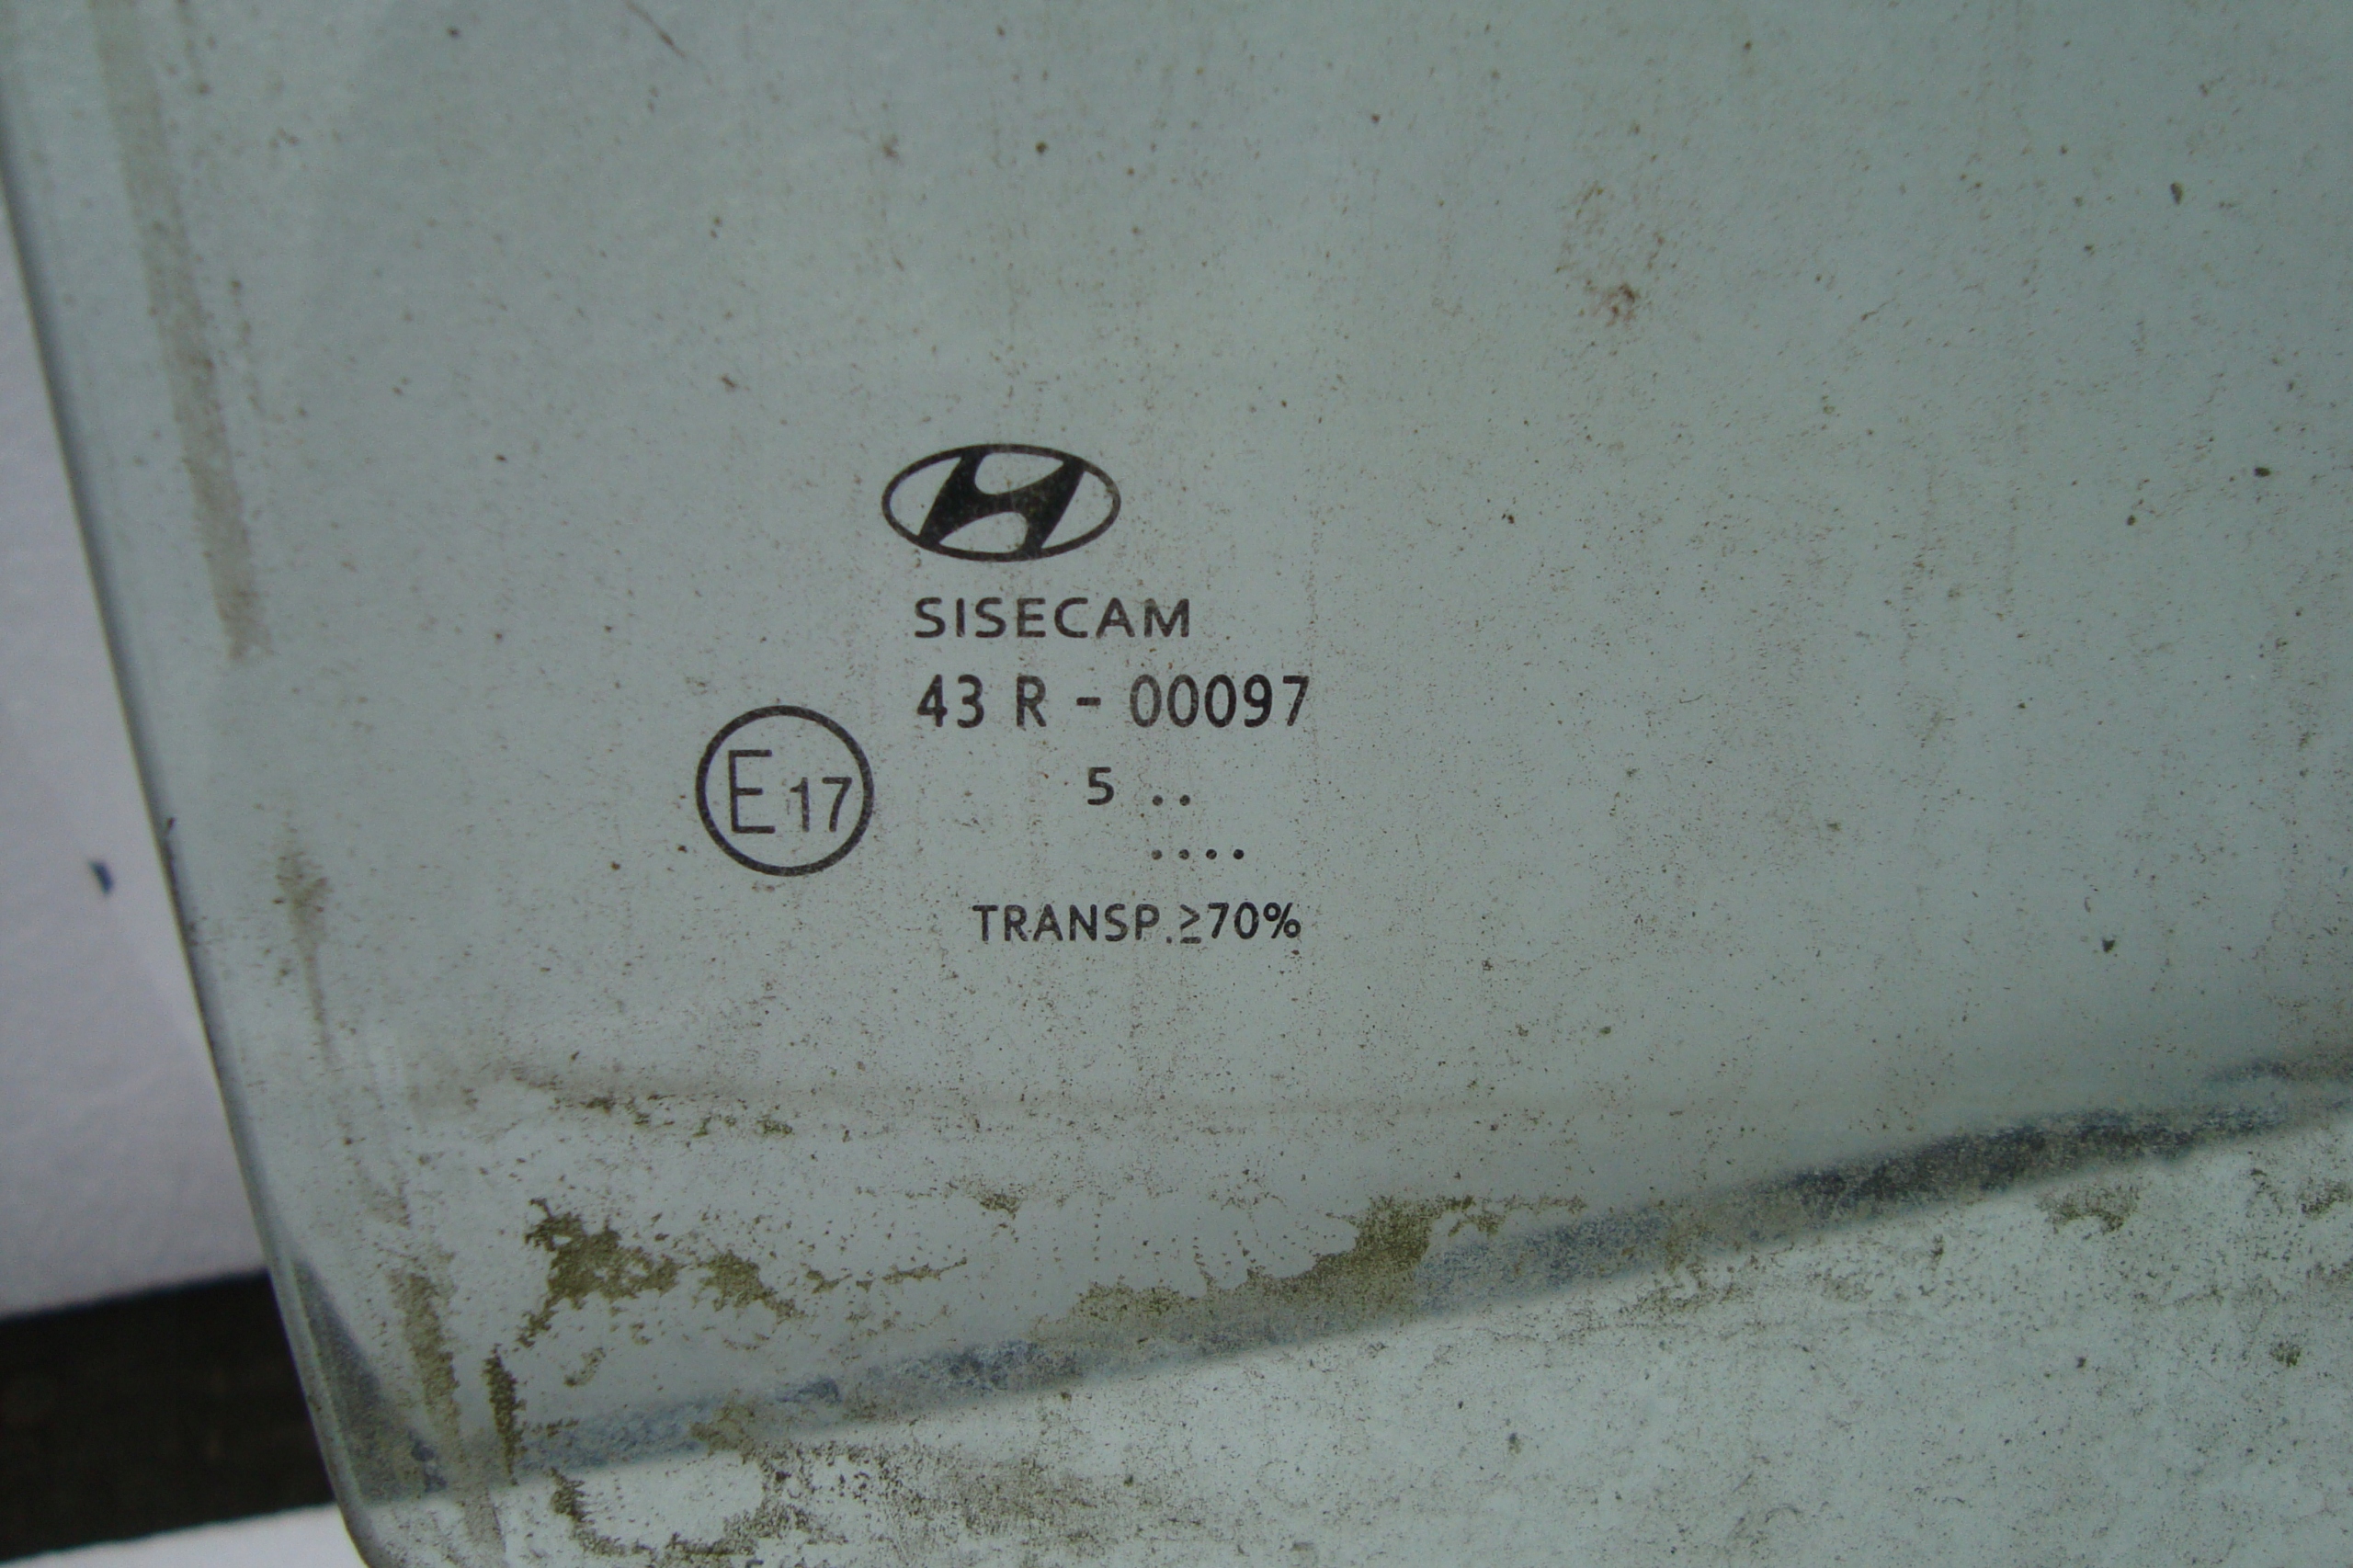 SISECAM
43 R - 00097
E17
5 ..
....
TRANSP.≥70%